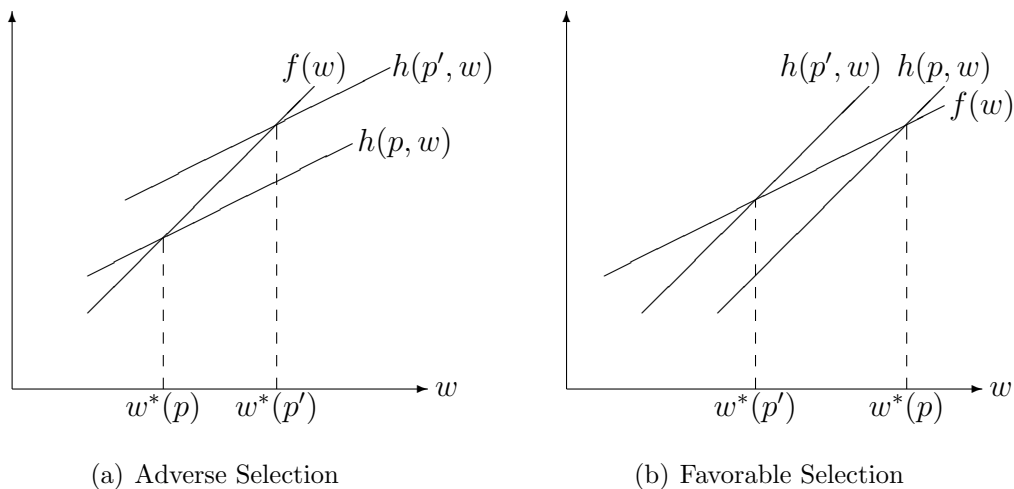 f(w)
h(p′, w)
h(p, w)
w
w*(p)
w*(p′)
(a) Adverse Selection
h(p′, w)
h(p, w)
f(w)
w
w*(p′)
w*(p)
(b) Favorable Selection